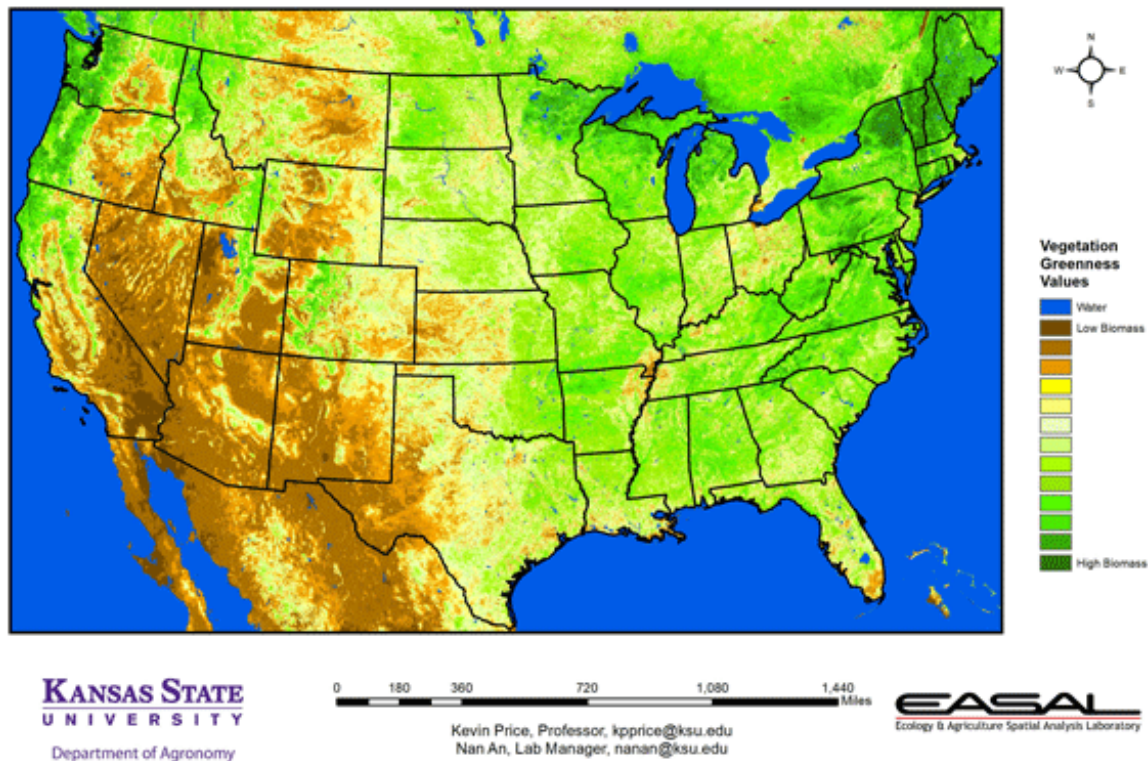 N
W E
S
Vegetation
Greenness
Values
Water
Low Biomass
High Biomass
KANSAS STATE
UNIVERSITY
Department of Agronomy
0 180 360 720 1,080 1,440
Miles
Kevin Price, Professor, kpprice@ksu.edu
Nan An, Lab Manager, nanan@ksu.edu
EASAL
Ecology & Agriculture Spatial Analysis Laboratory